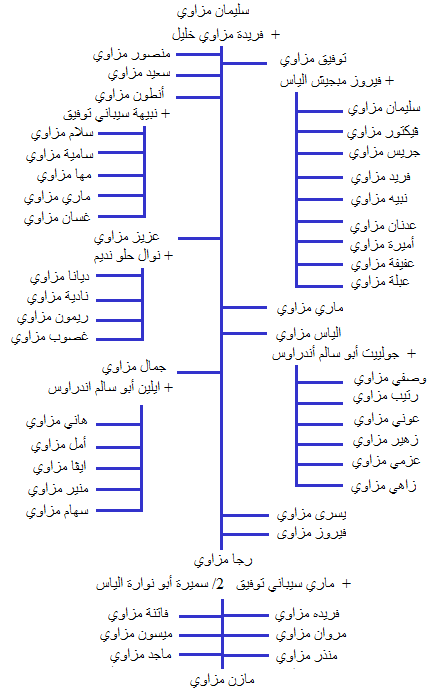 سليمان مزاوي
+ فريدة مزاوي خليل
توفيق مزاوي
+ فيروز مبجيش الياس
سليمان مزاوي
ڤيكتور مزاوي
جريس مزاوي
فريد مزاوي
نبيه مزاوي
عدنان مزاوي
أميرة مزاوي
عفيفة مزاوي
عبلة مزاوي
منصور مزاوي
سعيد مزاوي
أنطون مزاوي
+ نبيهة سيباني توفيق
سلام مزاوي
سامية مزاوي
مها مزاوي
ماري مزاوي
غسان مزاوي
عزيز مزاوي
+ نوال حلو نديم
ديانا مزاوي
نادية مزاوي
ريمون مزاوي
غصوب مزاوي
ماري مزاوي
الياس مزاوي
+ جولييت أبو سالم أندراوس
وصفي مزاوي
رتيب مزاوي
عوني مزاوي
زهير مزاوي
عزمي مزاوي
زاهي مزاوي
جمال مزاوي
+ ايلين أبو سالم اندراوس
هاني مزاوي
أمل مزاوي
ايڤا مزاوي
منير مزاوي
سهام مزاوي
يسرى مزاوي
فيروز مزاوي
رجا مزاوي
+ ماري سيباني توفيق 2/ سميرة أبو نوارة الياس
فريده مزاوي
مروان مزاوي
منذر مزاوي
فاتنة مزاوي
ميسون مزاوي
ماجد مزاوي
مازن مزاوي